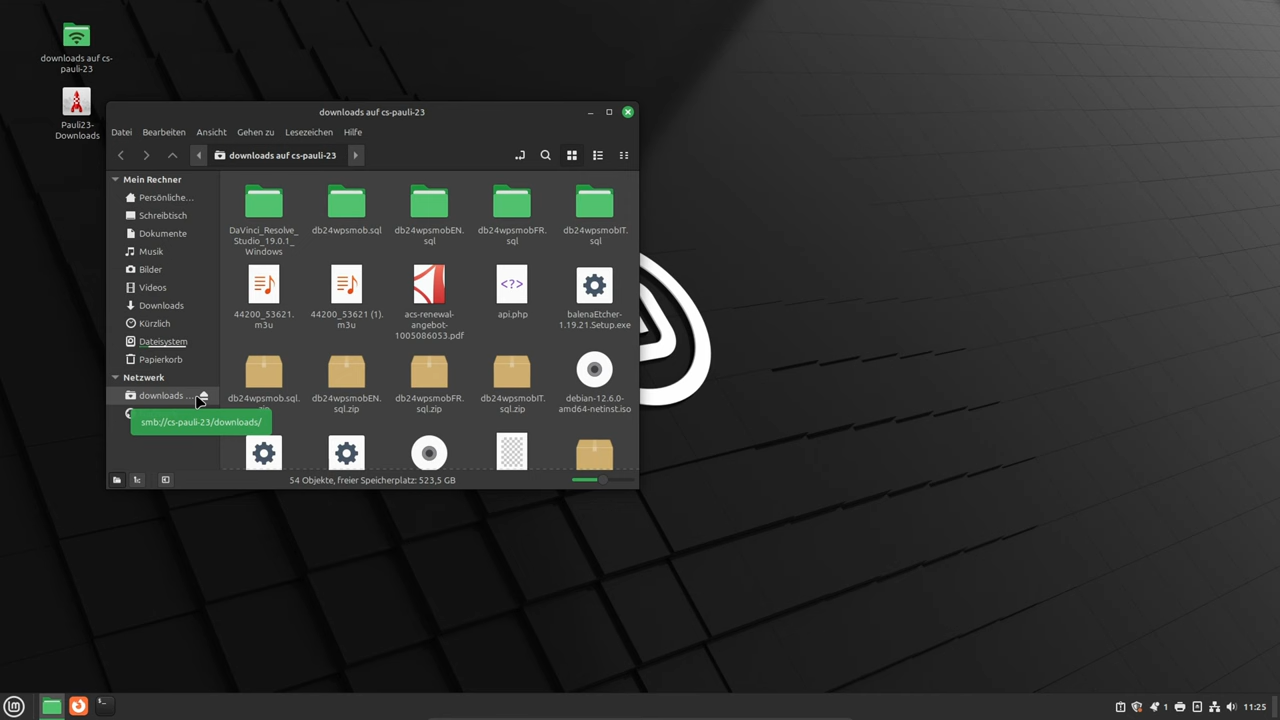 downloads auf cs-
pauli-23
Pauli23-
Downloads
downloads auf cs-pauli-23
Datei Bearbeiten Ansicht Gehen zu Lesezeichen Hilfe
downloads auf cs-pauli-23
Mein Rechner
Persönliche...
Schreibtisch
Dokumente
Musik
Bilder
Videos
Downloads
Kürzlich
Dateisystem
Papierkorb
Netzwerk
downloads ...
smb://cs-pauli-23/downloads/
DaVinci_Resolve_
Studio_19.0.1_
Windows
db24wpsmob.sql
db24wpsmobEN.
sql
db24wpsmobFR.
sql
db24wpsmobIT.
sql
44200_53621.
m3u
44200_53621 (1).
m3u
acs-renewal-
angebot-
1005086053.pdf
<?>
api.php
balenaEtcher-
1.19.21.Setup.exe
db24wpsmob.sql.
zip
db24wpsmobEN.
sql.zip
db24wpsmobFR.
sql.zip
db24wpsmobIT.
sql.zip
debian-12.6.0-
amd64-netinst.iso
54 Objekte, freier Speicherplatz: 523,5 GB
1
11:25